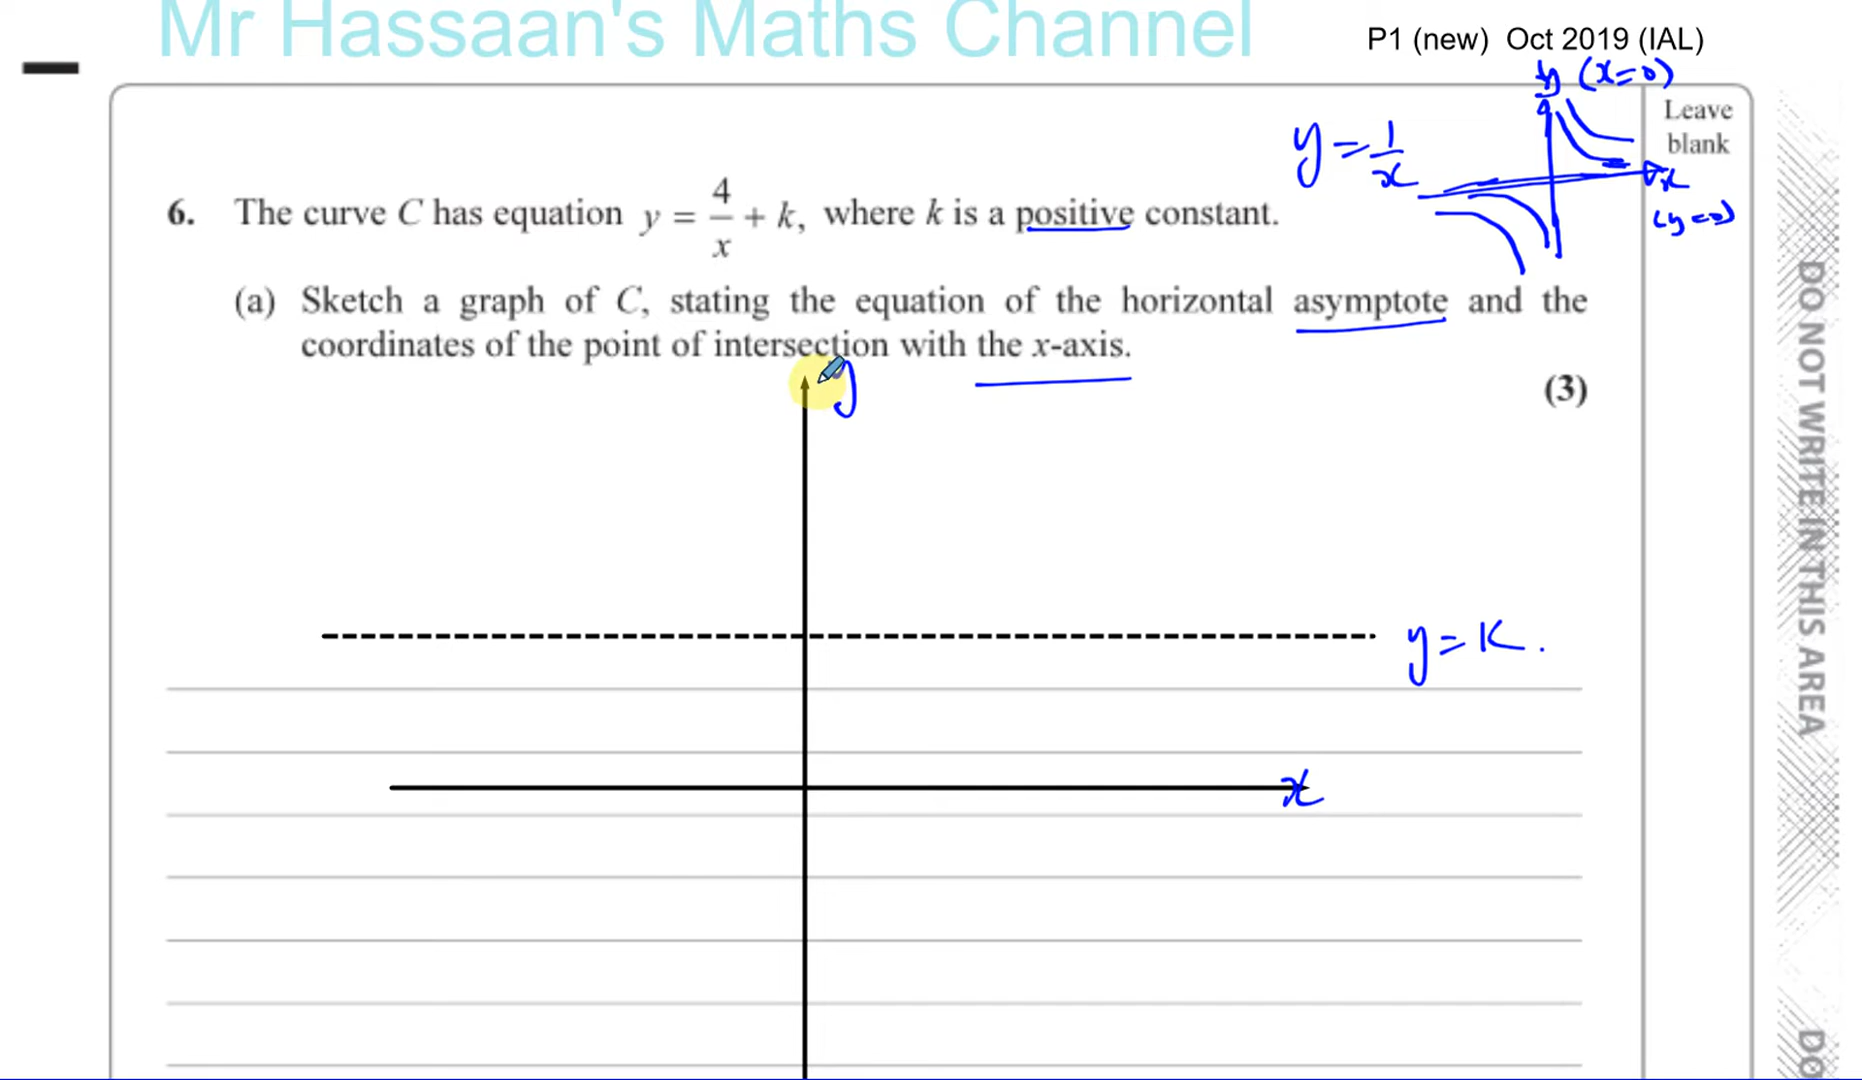 Mr Hassaan's Maths Channel
P1 (new) Oct 2019 (IAL)
y (x=0)
Leave
blank
y = 1/x
x
(y=0)
6. The curve C has equation y = 4/x + k, where k is a positive constant.
(a) Sketch a graph of C, stating the equation of the horizontal asymptote and the
coordinates of the point of intersection with the x-axis.
(3)
y
y = K.
x
DO NOT WRITE IN THIS AREA
DO